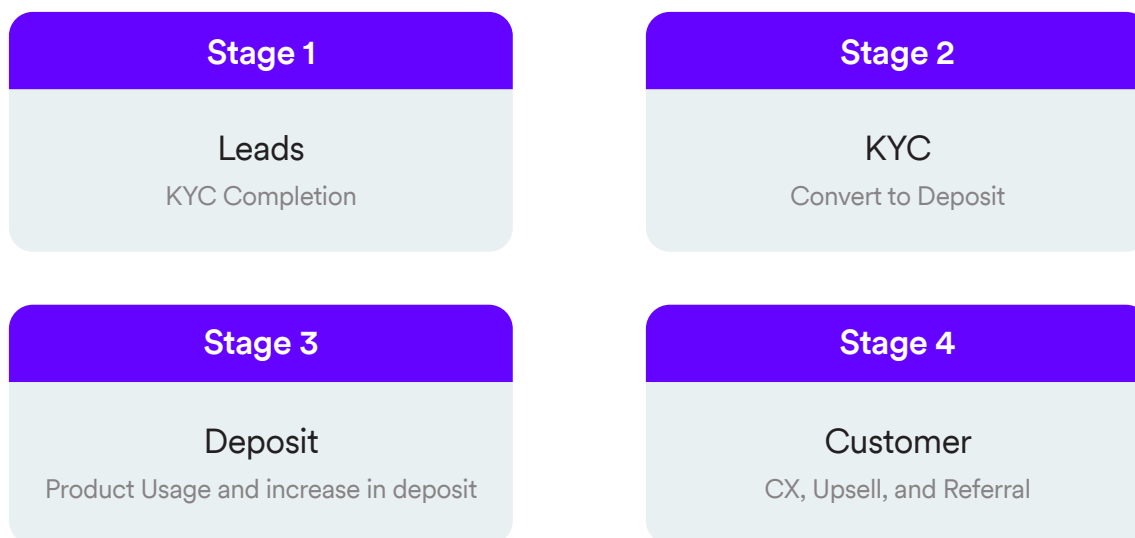 Stage 1
Leads
KYC Completion
Stage 2
KYC
Convert to Deposit
Stage 3
Deposit
Product Usage and increase in deposit
Stage 4
Customer
CX, Upsell, and Referral